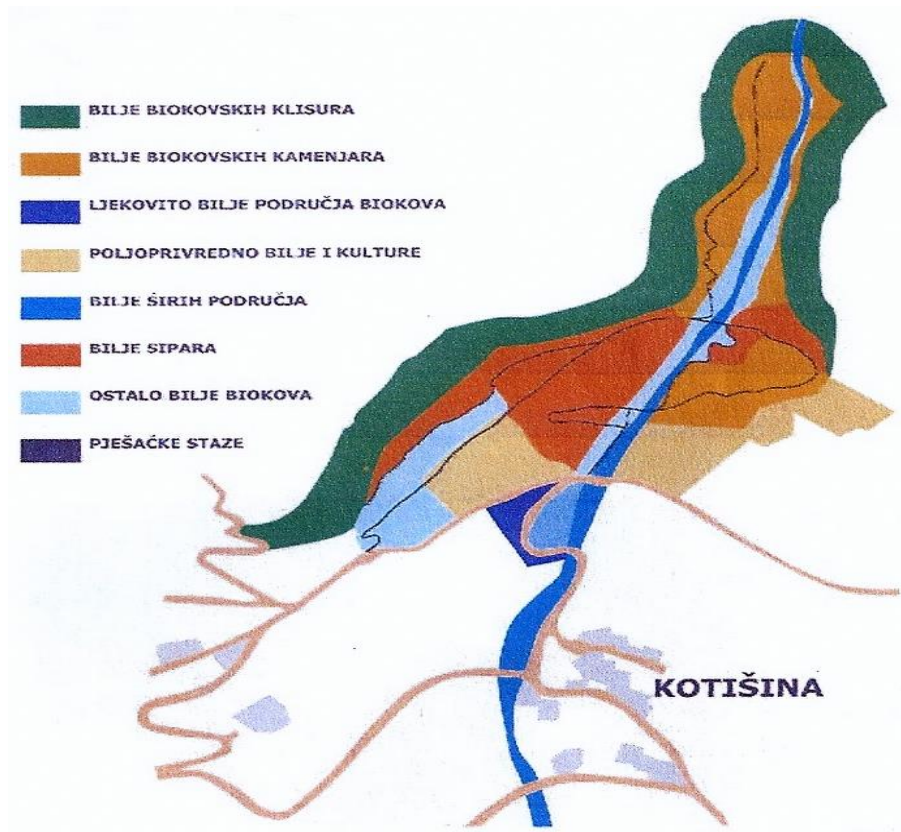 BILJE BIOKOVSKIH KLISURA
BILJE BIOKOVSKIH KAMENJARA
LJEKOVITO BILJE PODRUČJA BIOKOVA
POLJOPRIVREDNO BILJE I KULTURE
BILJE ŠIRIH PODRUČJA
BILJE SIPARA
OSTALO BILJE BIOKOVA
PJEŠAĆKE STAZE
KOTIŠINA